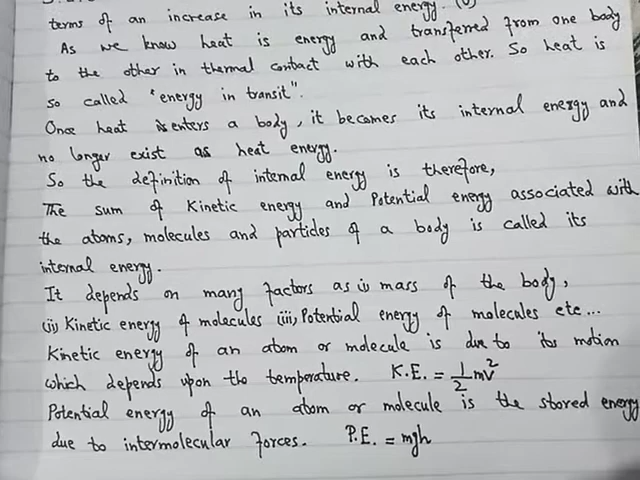 terms of an increase in its internal energy. (U)
As we know heat is energy and transferred from one body
to the other in thermal contact with each other. So heat is
so called "energy in transit".
Once heat enters a body, it becomes its internal energy and
no longer exist as heat energy.
So the definition of internal energy is therefore,
The sum of Kinetic energy and Potential energy associated with
the atoms, molecules and particles of a body is called its
internal energy.
It depends on many factors as (i) mass of the body,
(ii) Kinetic energy of molecules (iii) Potential energy of molecules etc...
Kinetic energy of an atom or molecule is due to its motion
which depends upon the temperature. K.E. = 1/2 mv²
Potential energy of an atom or molecule is the stored energy
due to intermolecular forces. P.E. = mgh